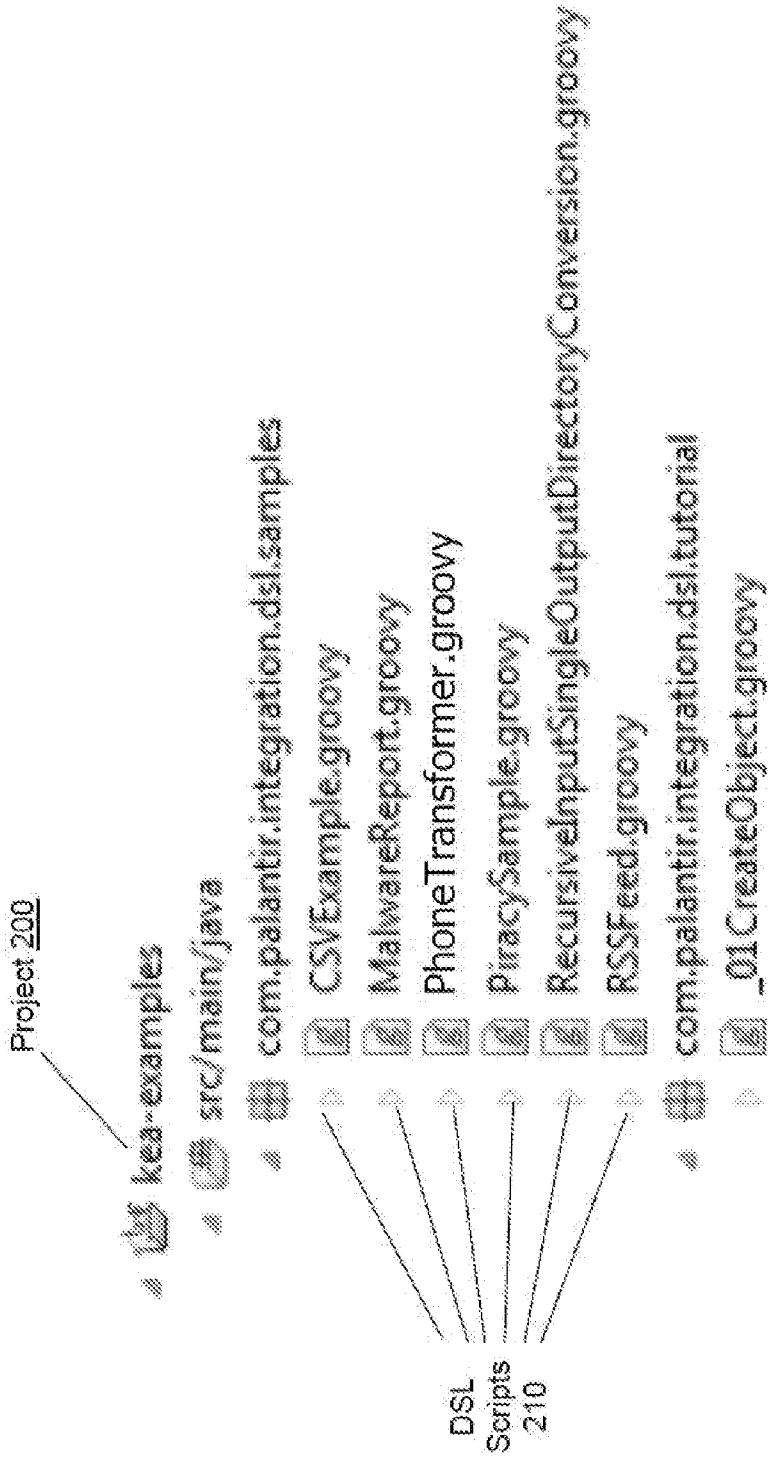 Project 200
kea-examples
src/main/java
com.palantir.integration.dsl.samples
CSVExample.groovy
MalwareReport.groovy
PhoneTransformer.groovy
PiracySample.groovy
RecursiveInputSingleOutputDirectoryConversion.groovy
RSSFeed.groovy
com.palantir.integration.dsl.tutorial
_01CreateObject.groovy
DSL
Scripts
210